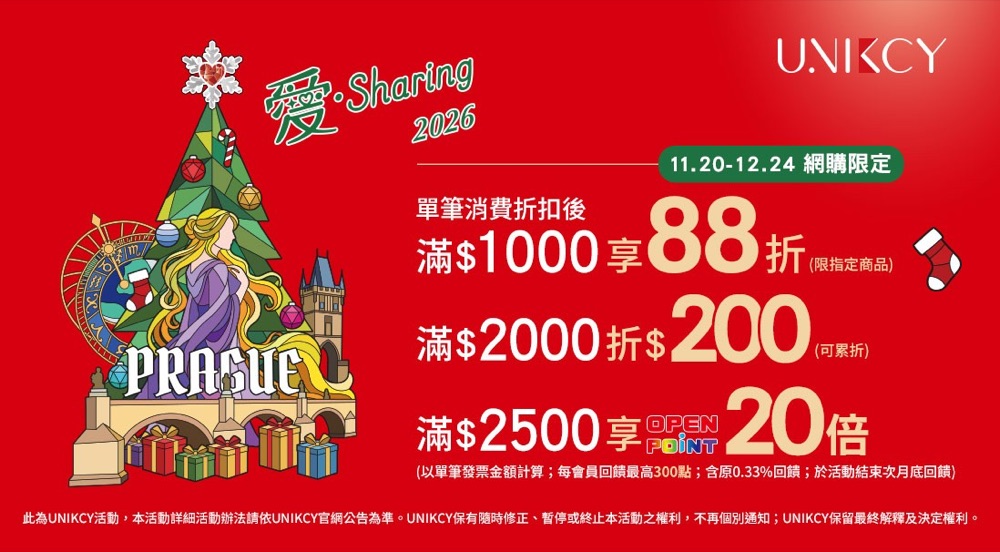 UNIKCY
愛·Sharing
2026
11.20-12.24 網購限定
單筆消費折扣後
滿$1000享88折(限指定商品)
滿$2000折$200(可累折)
滿$2500享OPEN POINT 20倍
(以單筆發票金額計算；每會員回饋最高300點；含原0.33%回饋；於活動結束次月底回饋)
PRAGUE
此為UNIKCY活動，本活動詳細活動辦法請依UNIKCY官網公告為準。UNIKCY保有隨時修正、暫停或終止本活動之權利，不再個別通知；UNIKCY保留最終解釋及決定權利。